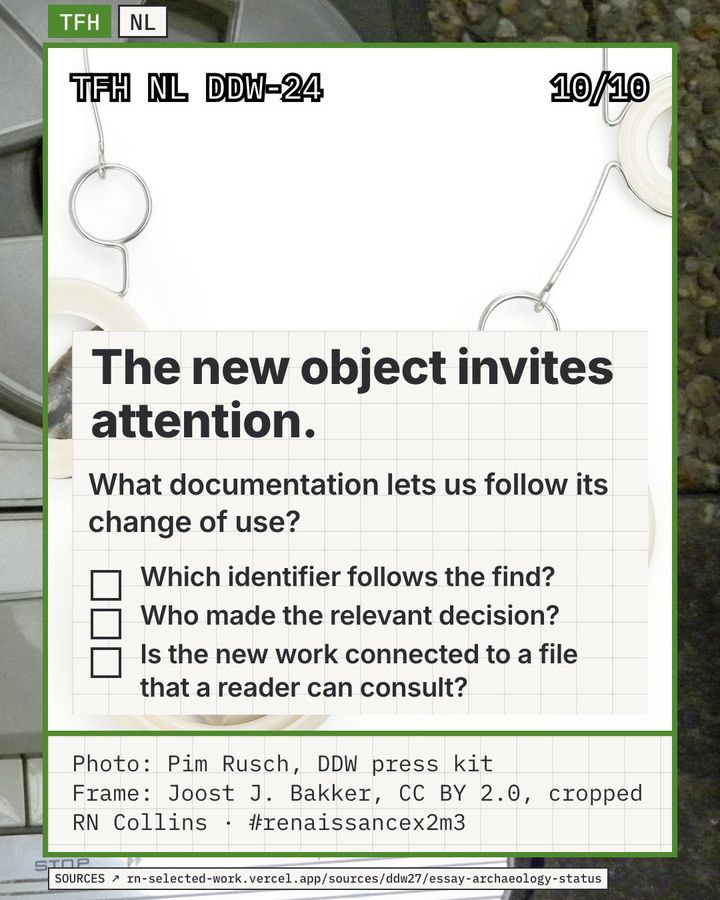 TFH NL
TFH NL DDW-24
10/10
The new object invites
attention.
What documentation lets us follow its
change of use?
Which identifier follows the find?
Who made the relevant decision?
Is the new work connected to a file
that a reader can consult?
Photo: Pim Rusch, DDW press kit
Frame: Joost J. Bakker, CC BY 2.0, cropped
RN Collins · #renaissancex2m3
STOP
SOURCES ↗ rn-selected-work.vercel.app/sources/ddw27/essay-archaeology-status